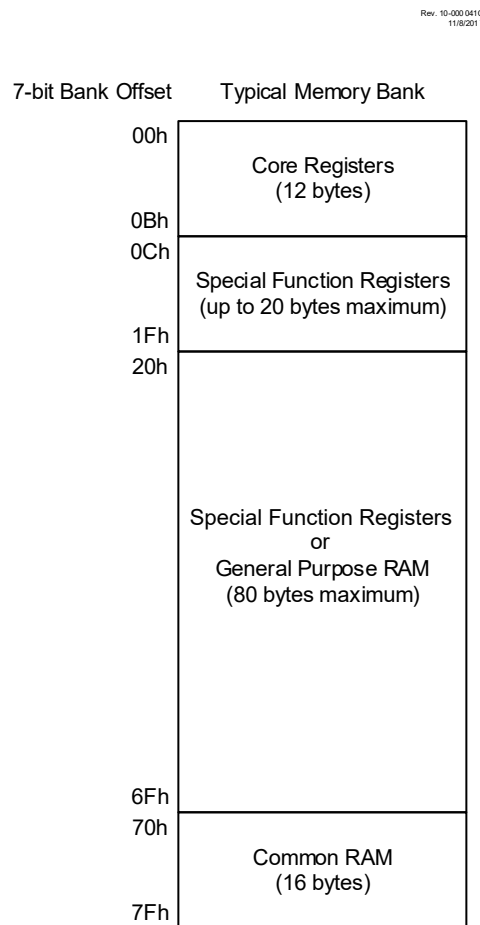 Rev. 10-000 0410
11/8/201
7-bit Bank Offset Typical Memory Bank
00h
Core Registers
(12 bytes)
0Bh
0Ch
Special Function Registers
(up to 20 bytes maximum)
1Fh
20h
Special Function Registers
or
General Purpose RAM
(80 bytes maximum)
6Fh
70h
Common RAM
(16 bytes)
7Fh